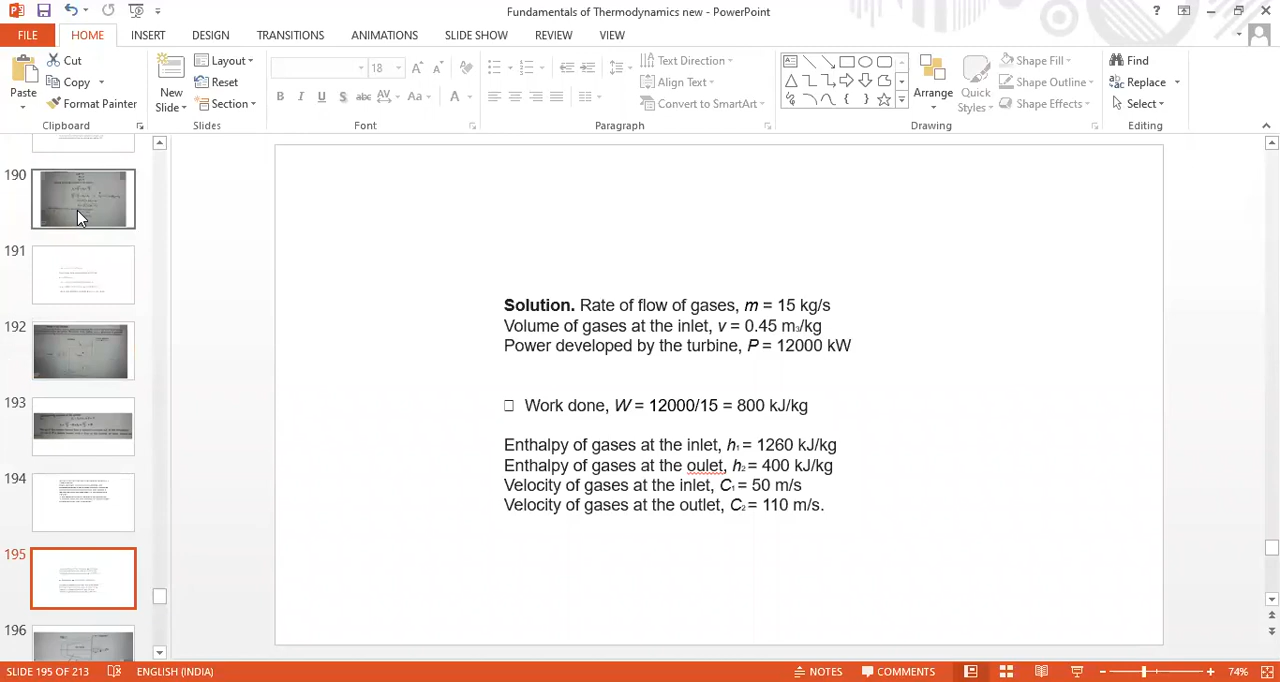 Fundamentals of Thermodynamics new - PowerPoint
FILE HOME INSERT DESIGN TRANSITIONS ANIMATIONS SLIDE SHOW REVIEW VIEW
Paste
Cut
Copy
Format Painter
Clipboard
New Slide
Layout
Reset
Section
Slides
18
B I U S abc AV Aa A
Font
Text Direction
Align Text
Convert to SmartArt
Paragraph
Arrange
Quick Styles
Shape Fill
Shape Outline
Shape Effects
Drawing
Find
Replace
Select
Editing
190
191
192
193
194
195
196
Solution. Rate of flow of gases, m = 15 kg/s
Volume of gases at the inlet, v = 0.45 m3/kg
Power developed by the turbine, P = 12000 kW
Work done, W = 12000/15 = 800 kJ/kg
Enthalpy of gases at the inlet, h1 = 1260 kJ/kg
Enthalpy of gases at the oulet, h2 = 400 kJ/kg
Velocity of gases at the inlet, C1 = 50 m/s
Velocity of gases at the outlet, C2 = 110 m/s.
SLIDE 195 OF 213 ENGLISH (INDIA) NOTES COMMENTS 74%